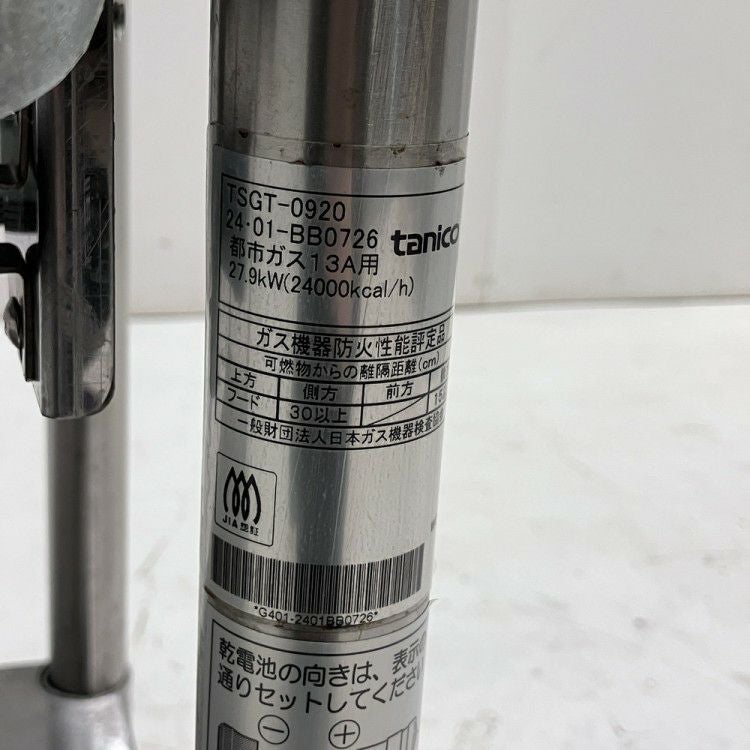 TSGT-0920
24・01-BB0726
tanico
都市ガス13A用
27.9kW(24000kcal/h)
ガス機器防火性能評定品
可燃物からの離隔距離(cm)
上方 側方 前方
フード 30以上 15
一般財団法人日本ガス機器検査協
JIA 認証
*G401-2401BB0726*
乾電池の向きは、表示の
通りセットしてくださ
− +